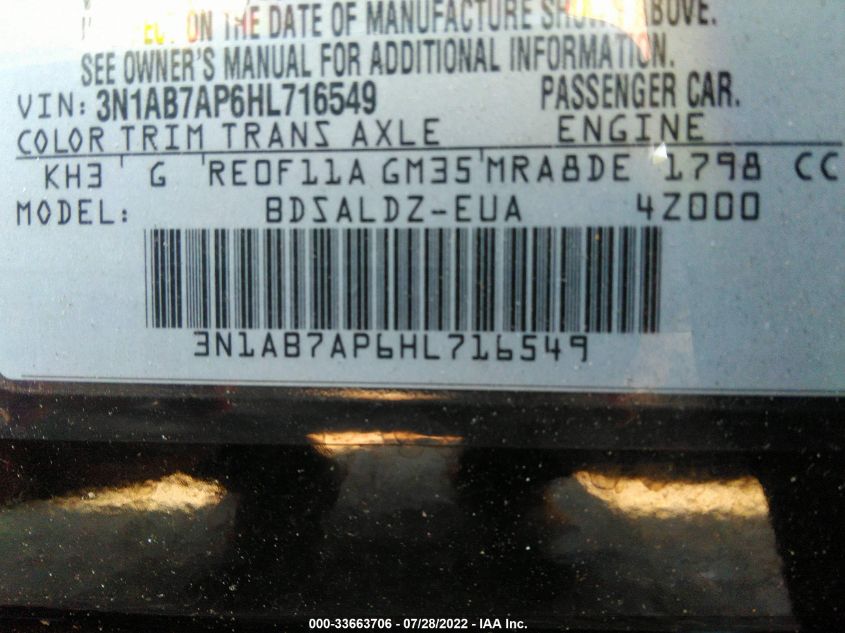 ON THE DATE OF MANUFACTURE SHOWN ABOVE.
SEE OWNER'S MANUAL FOR ADDITIONAL INFORMATION.
VIN: 3N1AB7AP6HL716549 PASSENGER CAR.
COLOR TRIM TRANS AXLE ENGINE
KH3 G RE0F11A GM35 MRA8DE 1798 CC
MODEL: BDSALDZ-EUA 4Z000
3N1AB7AP6HL716549
000-33663706 - 07/28/2022 - IAA Inc.